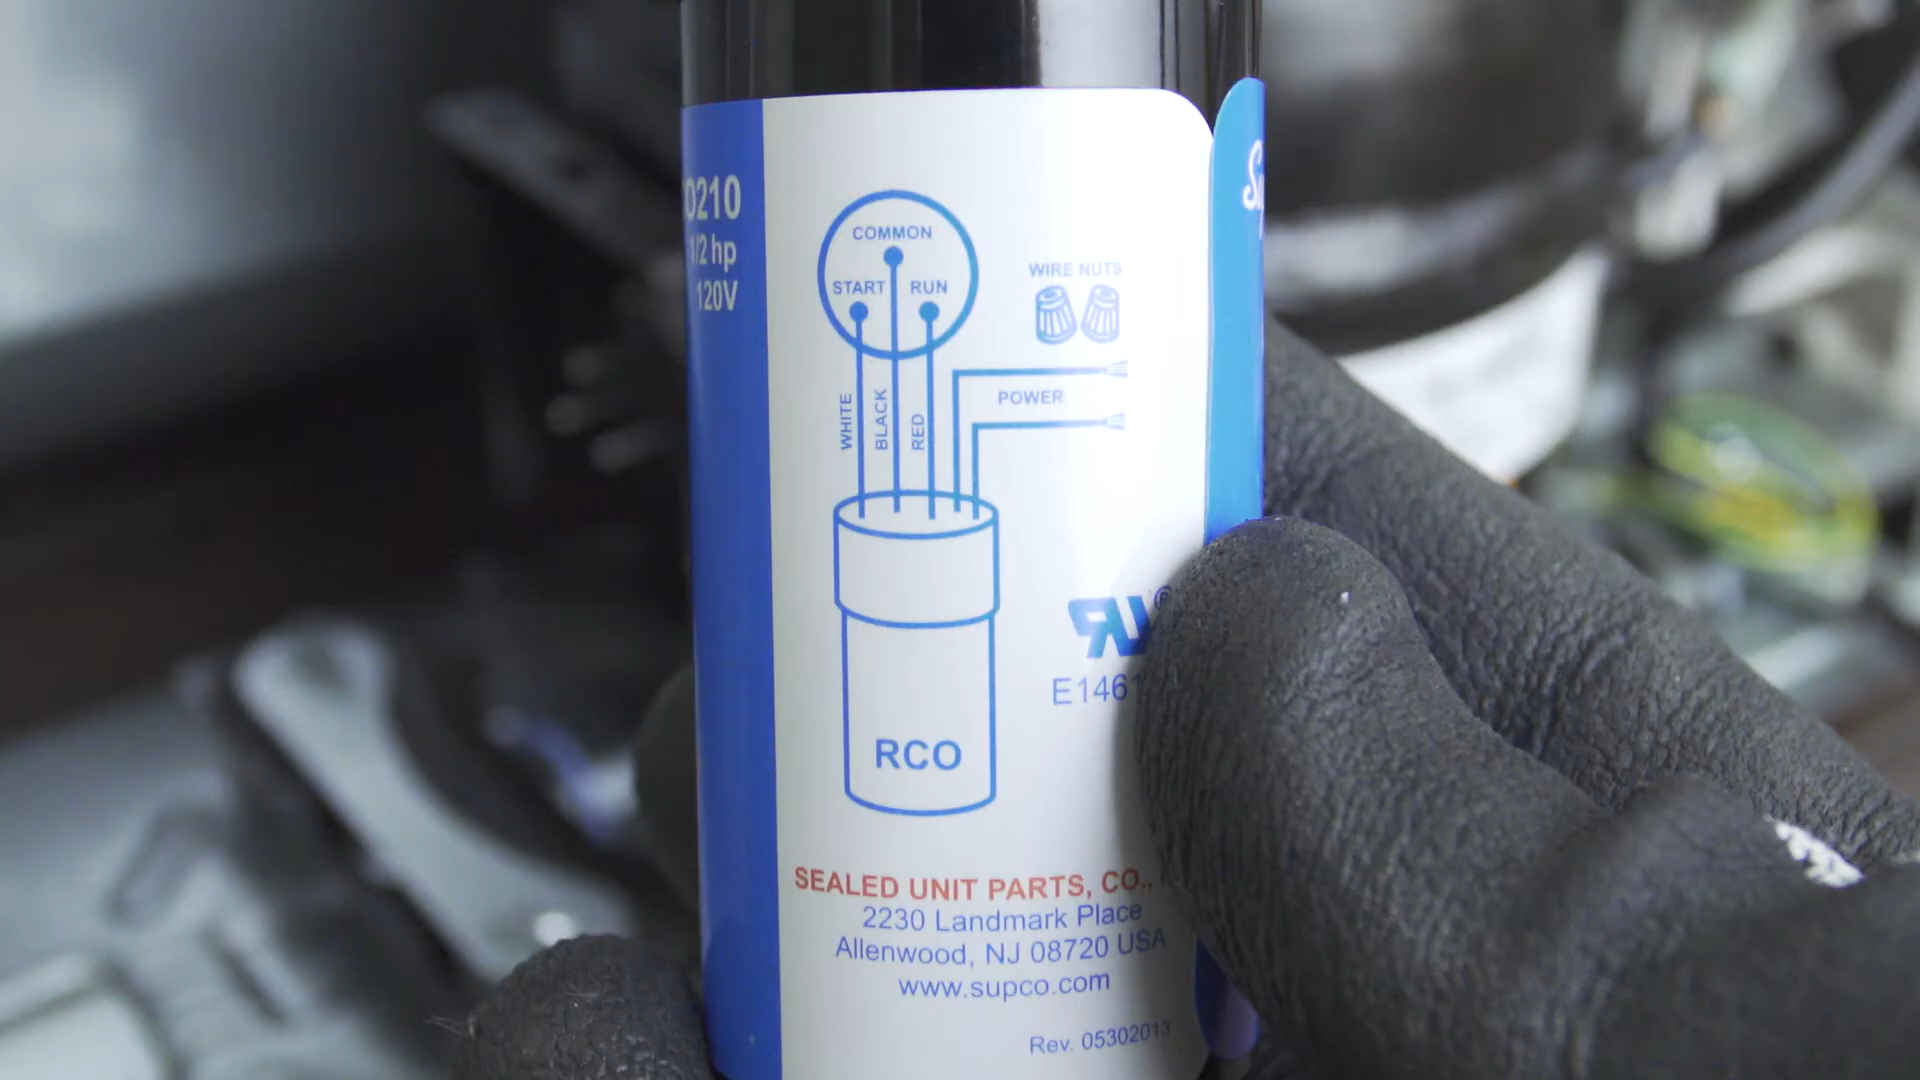 O210
1/2 hp
120V
COMMON
START RUN
WIRE NUTS
POWER
WHITE
BLACK
RED
RCO
E1461
SEALED UNIT PARTS, CO.,
2230 Landmark Place
Allenwood, NJ 08720 USA
www.supco.com
Rev. 05302013